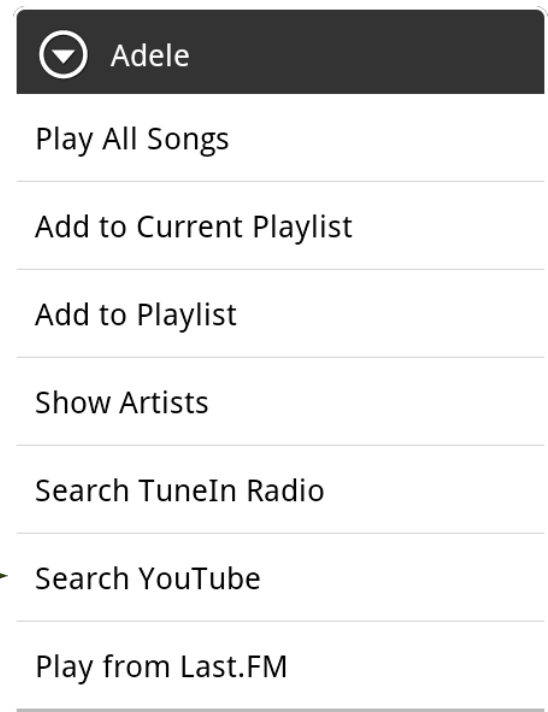 Adele
Play All Songs
Add to Current Playlist
Add to Playlist
Show Artists
Search TuneIn Radio
Search YouTube
Play from Last.FM